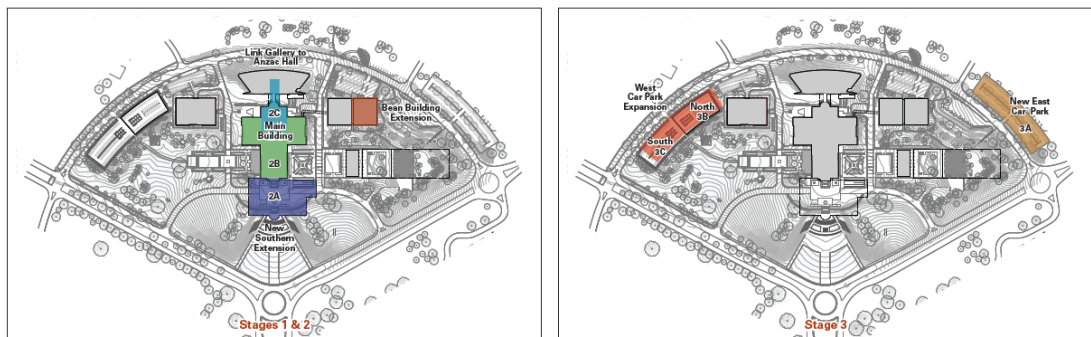 Link Gallery to
Anzac Hall
2C
Main
Building
Bean Building
Extension
2B
2A
New
Southern
Extension
Stages 1 & 2
West
Car Park
Expansion
North
3B
South
3C
New East
Car Park
3A
Stage 3